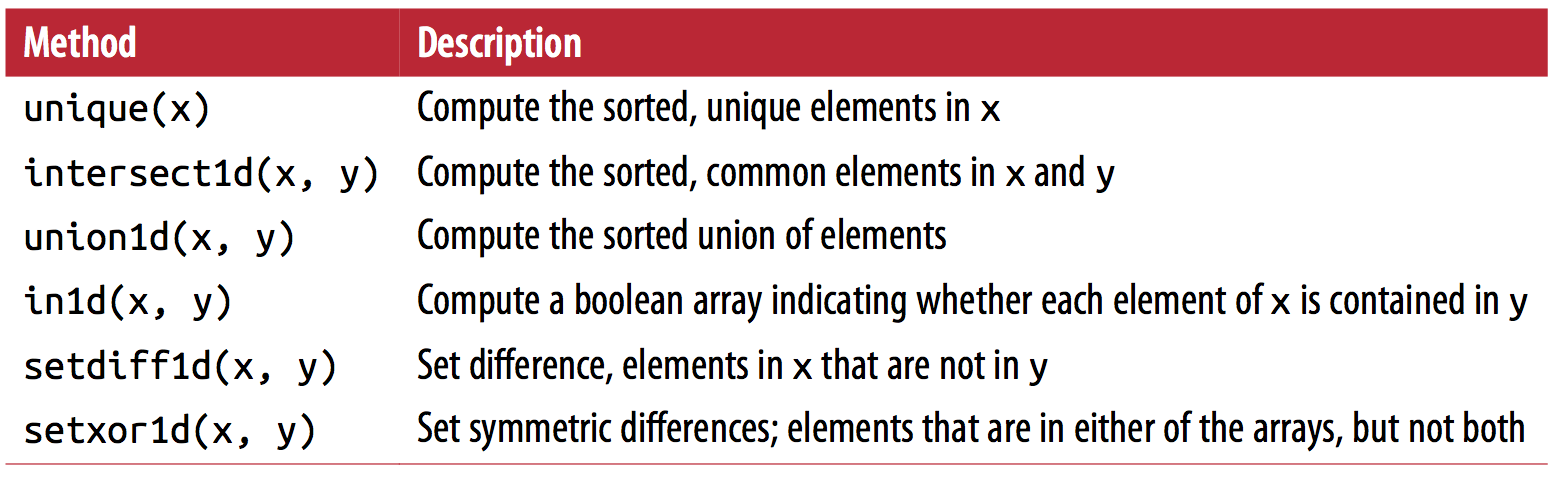 Method Description
unique(x) Compute the sorted, unique elements in x
intersect1d(x, y) Compute the sorted, common elements in x and y
union1d(x, y) Compute the sorted union of elements
in1d(x, y) Compute a boolean array indicating whether each element of x is contained in y
setdiff1d(x, y) Set difference, elements in x that are not in y
setxor1d(x, y) Set symmetric differences; elements that are in either of the arrays, but not both